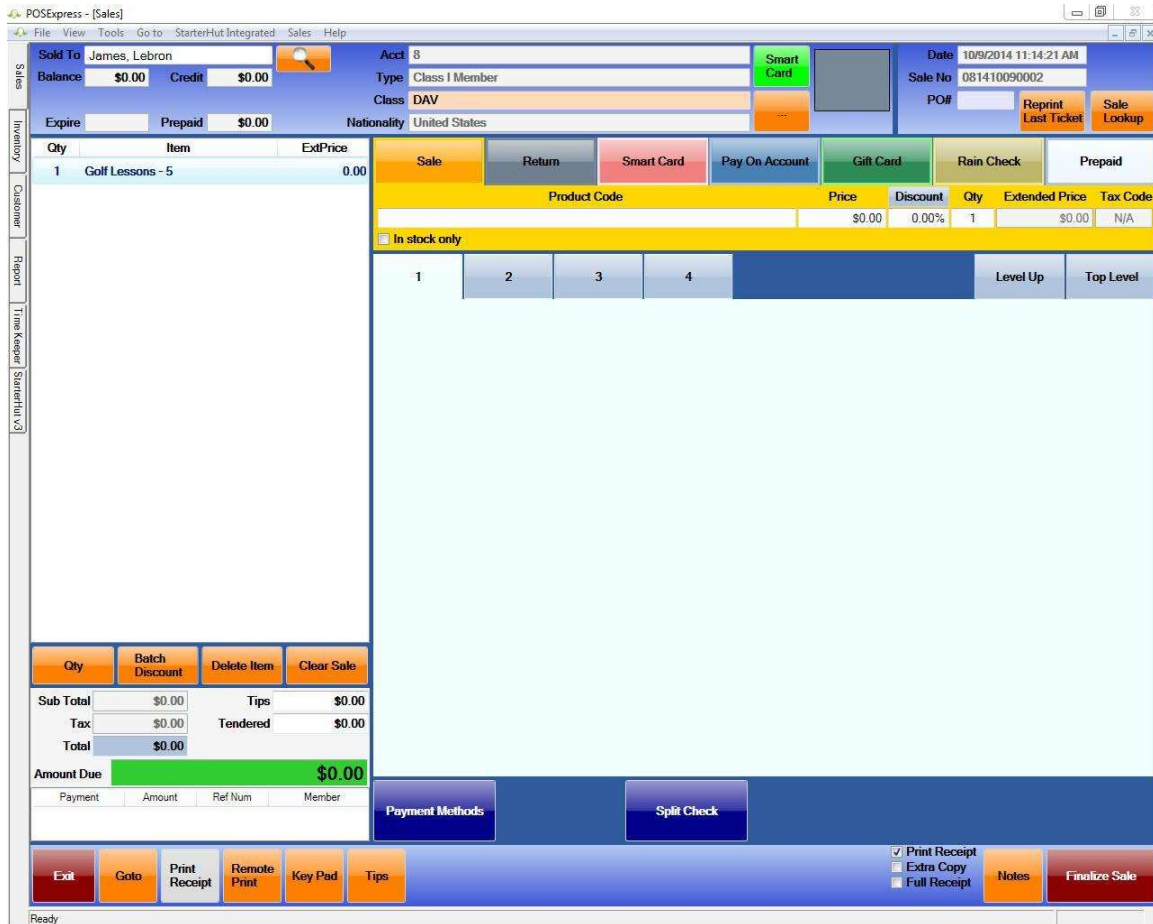 POSExpress - [Sales]
File View Tools Go to StarterHut Integrated Sales Help
Sales
Inventory
Customer
Report
Time Keeper
StarterHut v3
Sold To James, Lebron
Balance $0.00 Credit $0.00
Expire Prepaid $0.00
Acct 8
Type Class I Member
Class DAV
Nationality United States
Smart
Card
...
Date 10/9/2014 11:14:21 AM
Sale No 081410090002
PO#
Reprint
Last Ticket
Sale
Lookup
Qty Item ExtPrice
1 Golf Lessons - 5 0.00
Sale Return Smart Card Pay On Account Gift Card Rain Check Prepaid
Product Code Price Discount Qty Extended Price Tax Code
$0.00 0.00% 1 $0.00 N/A
In stock only
1 2 3 4 Level Up Top Level
Qty
Batch
Discount
Delete Item
Clear Sale
Sub Total $0.00 Tips $0.00
Tax $0.00 Tendered $0.00
Total $0.00
Amount Due $0.00
Payment Amount Ref Num Member
Payment Methods
Split Check
Exit
Goto
Print
Receipt
Remote
Print
Key Pad
Tips
Print Receipt
Extra Copy
Full Receipt
Notes
Finalize Sale
Ready